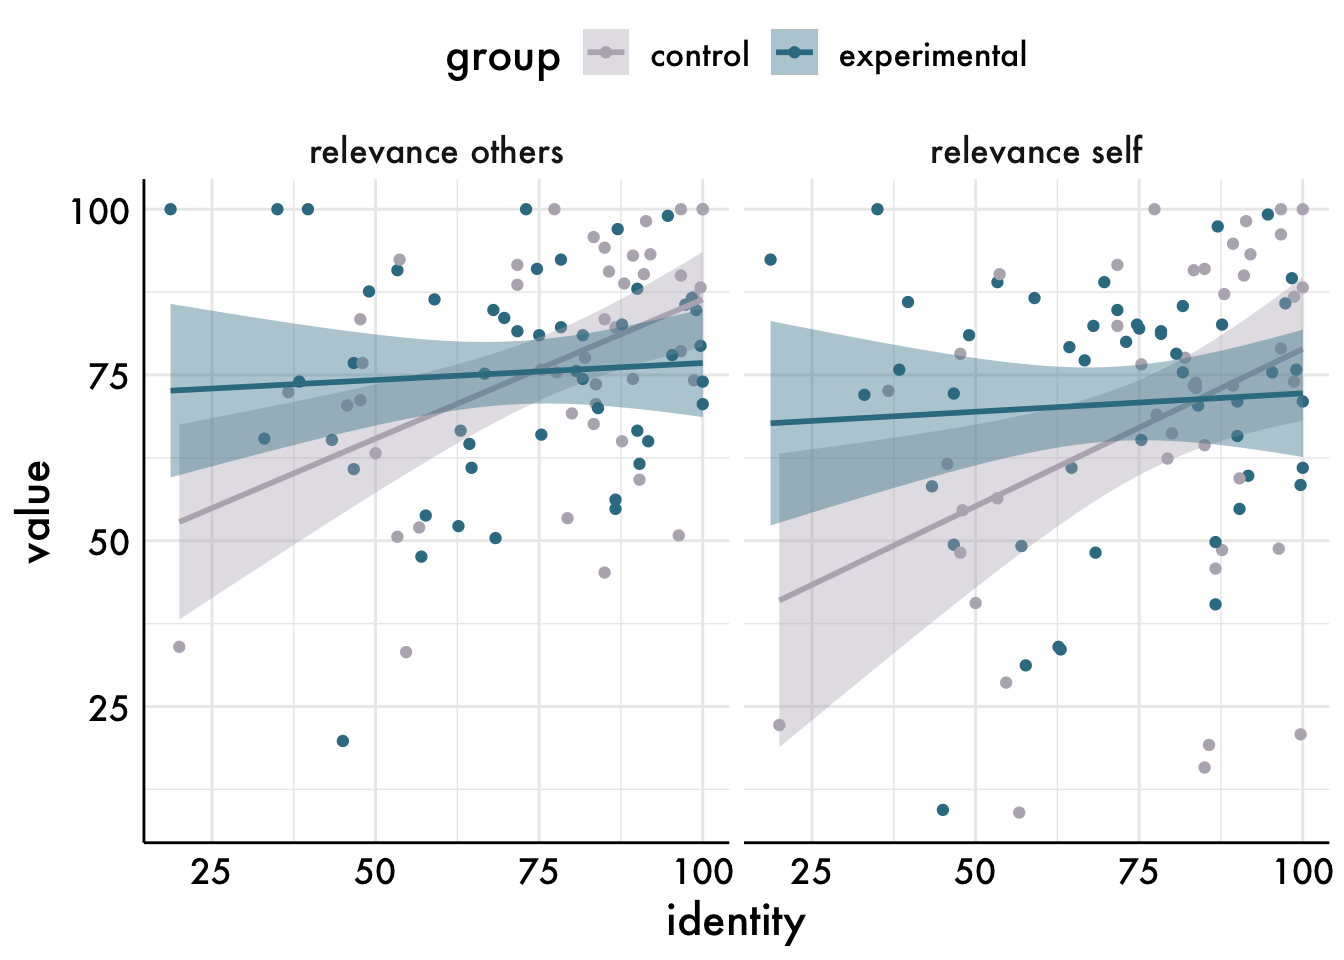 group control experimental
relevance others relevance self
100
75
50
25
value
25 50 75 100 25 50 75 100
identity